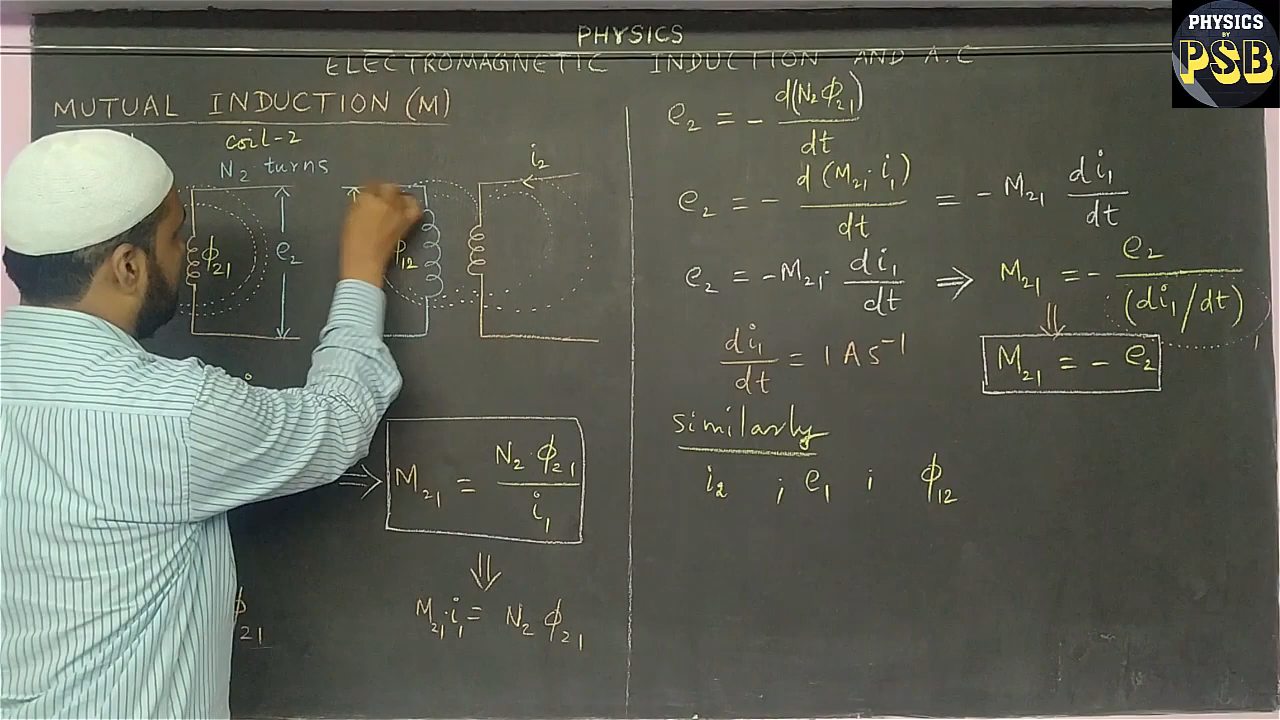 PHYSICS
ELECTROMAGNETIC INDUCTION AND A.C
PHYSICS
BY
PSB
MUTUAL INDUCTION (M)
coil-2
N₂ turns
ϕ₂₁
e₂
ϕ₁₂
i₂
⇒ M₂₁ = N₂·ϕ₂₁ / i₁
⇓
M₂₁·i₁ = N₂ ϕ₂₁
ϕ₂₁
e₂ = - d(N₂ϕ₂₁)/dt
e₂ = - d(M₂₁·i₁)/dt = -M₂₁ di₁/dt
e₂ = -M₂₁· di₁/dt ⇒ M₂₁ = - e₂/(di₁/dt)
⇓
di₁/dt = 1 A s⁻¹
M₂₁ = - e₂
similarly
i₂ ; e₁ ; ϕ₁₂